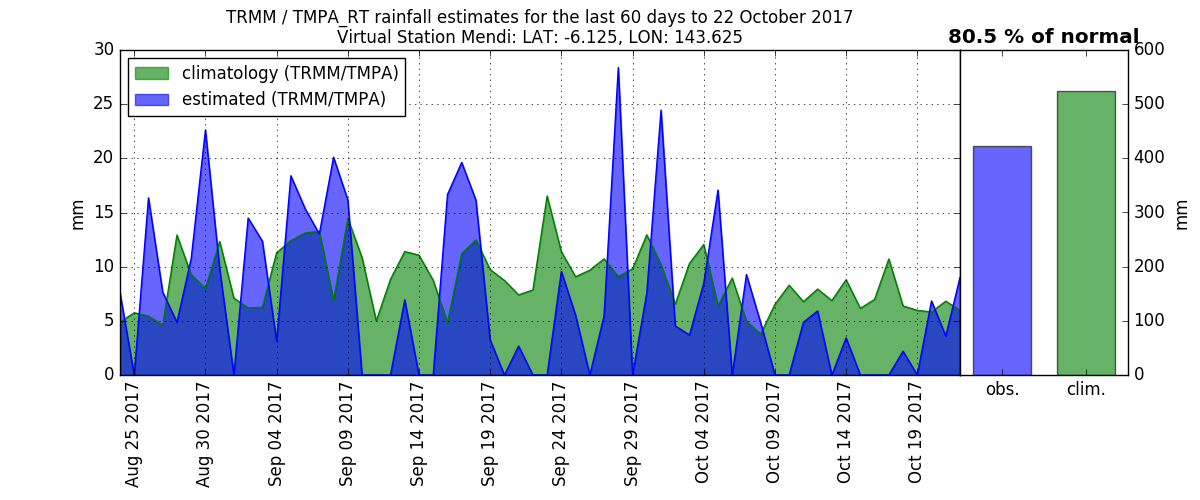 TRMM / TMPA_RT rainfall estimates for the last 60 days to 22 October 2017
Virtual Station Mendi: LAT: -6.125, LON: 143.625
80.5 % of normal
climatology (TRMM/TMPA)
estimated (TRMM/TMPA)
30
25
20
15
10
5
0
mm
600
500
400
300
200
100
0
mm
Aug 25 2017
Aug 30 2017
Sep 04 2017
Sep 09 2017
Sep 14 2017
Sep 19 2017
Sep 24 2017
Sep 29 2017
Oct 04 2017
Oct 09 2017
Oct 14 2017
Oct 19 2017
obs.
clim.